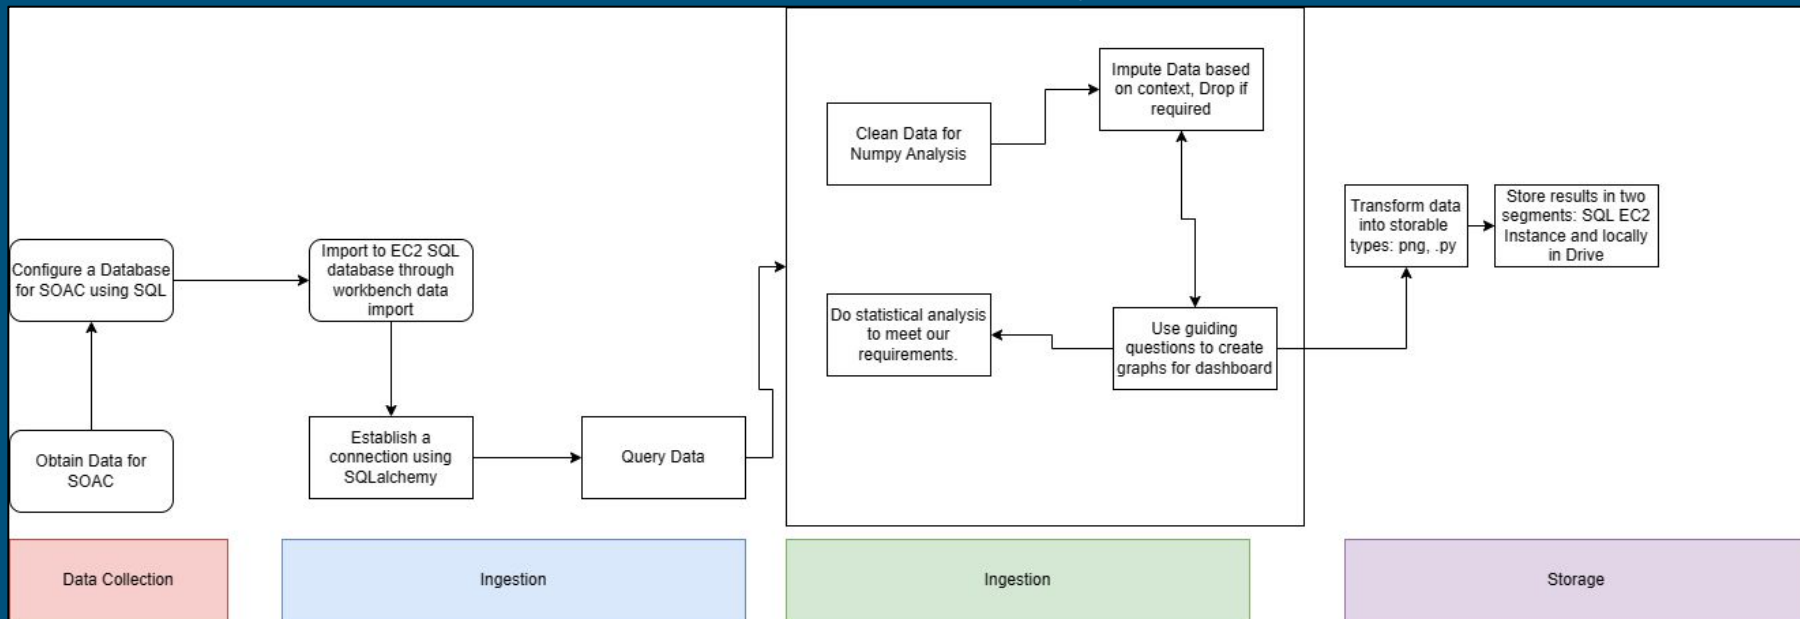 Configure a Database
for SOAC using SQL
Obtain Data for
SOAC
Import to EC2 SQL
database through
workbench data
import
Establish a
connection using
SQLalchemy
Query Data
Clean Data for
Numpy Analysis
Impute Data based
on context, Drop if
required
Do statistical analysis
to meet our
requirements.
Use guiding
questions to create
graphs for dashboard
Transform data
into storable
types: png, .py
Store results in two
segments: SQL EC2
Instance and locally
in Drive
Data Collection
Ingestion
Ingestion
Storage